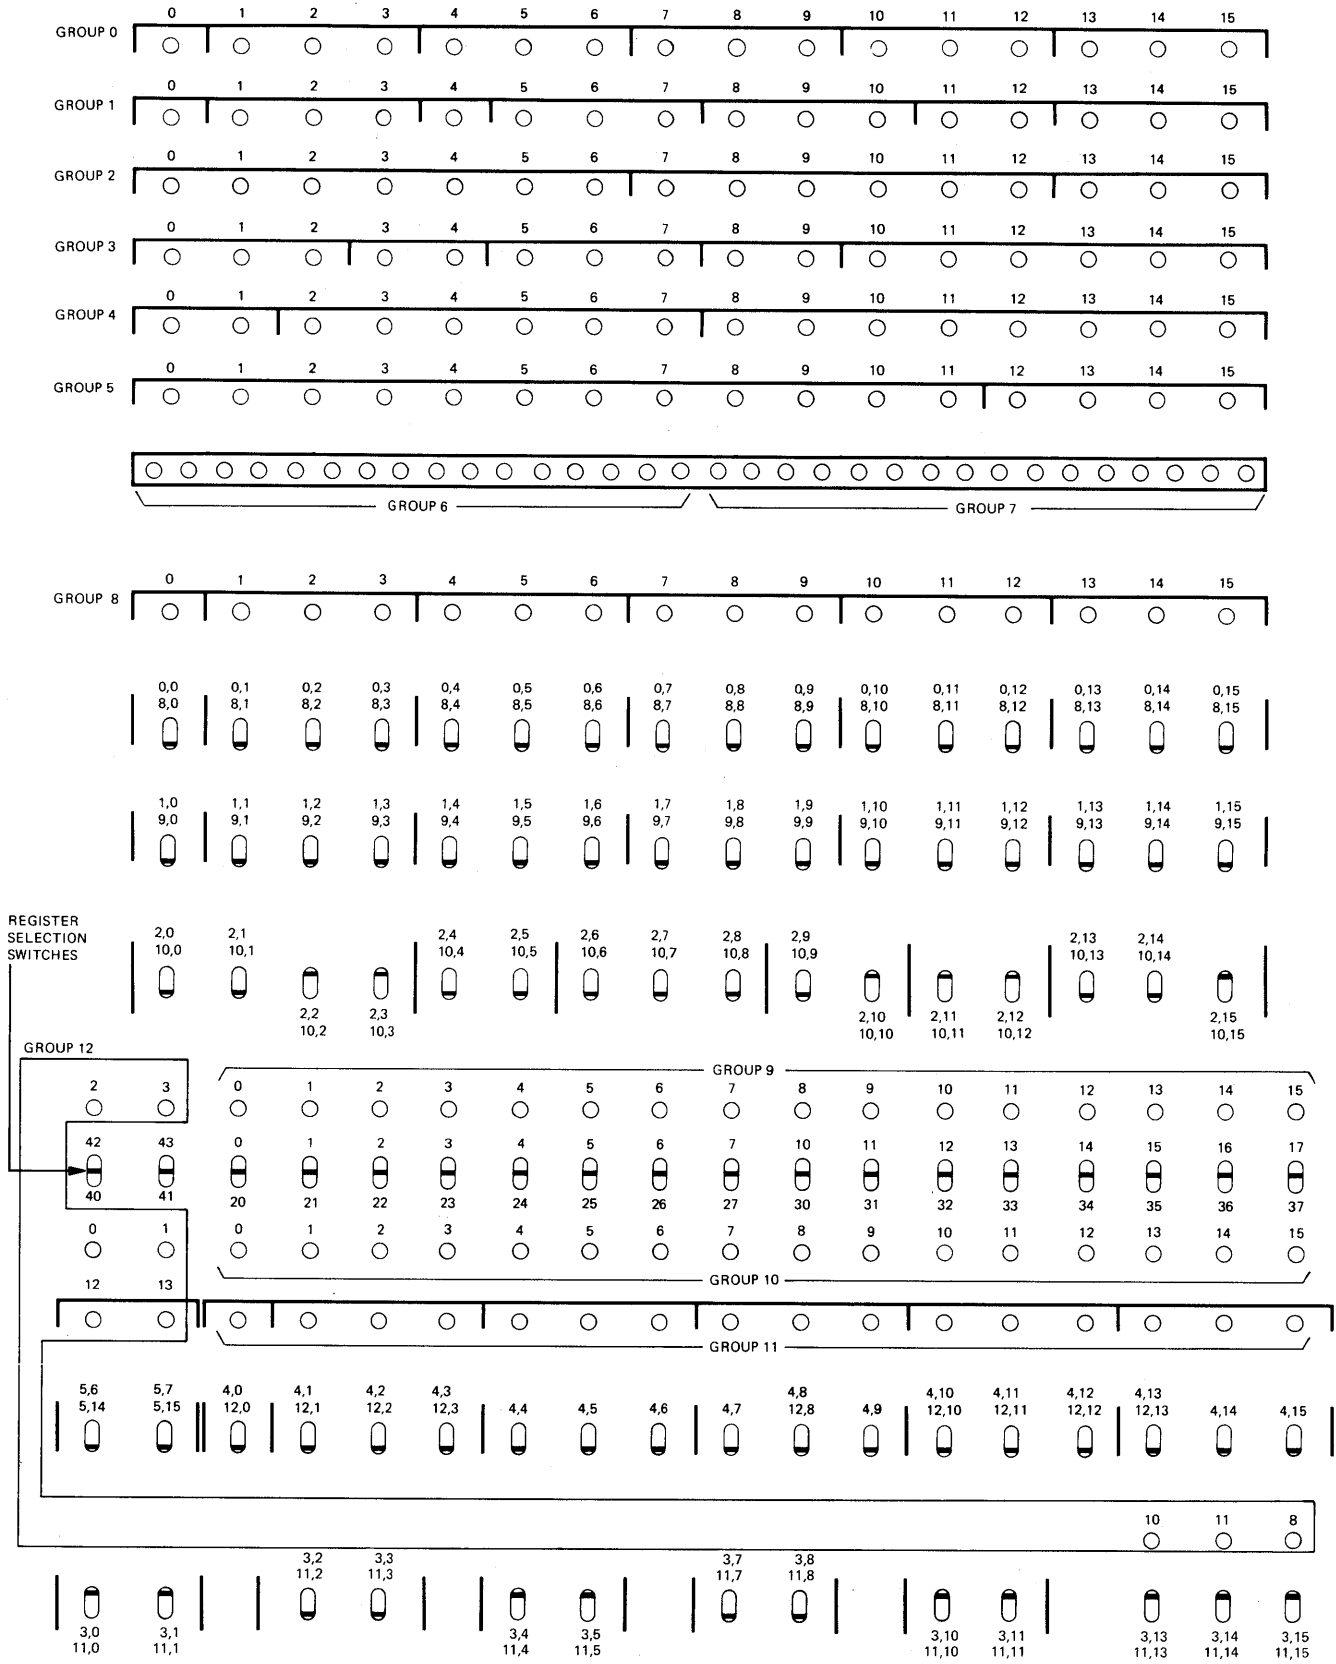 0 1 2 3 4 5 6 7 8 9 10 11 12 13 14 15
GROUP 0
0 1 2 3 4 5 6 7 8 9 10 11 12 13 14 15
GROUP 1
0 1 2 3 4 5 6 7 8 9 10 11 12 13 14 15
GROUP 2
0 1 2 3 4 5 6 7 8 9 10 11 12 13 14 15
GROUP 3
0 1 2 3 4 5 6 7 8 9 10 11 12 13 14 15
GROUP 4
0 1 2 3 4 5 6 7 8 9 10 11 12 13 14 15
GROUP 5
GROUP 6 GROUP 7
0 1 2 3 4 5 6 7 8 9 10 11 12 13 14 15
GROUP 8
0,0 0,1 0,2 0,3 0,4 0,5 0,6 0,7 0,8 0,9 0,10 0,11 0,12 0,13 0,14 0,15
8,0 8,1 8,2 8,3 8,4 8,5 8,6 8,7 8,8 8,9 8,10 8,11 8,12 8,13 8,14 8,15
1,0 1,1 1,2 1,3 1,4 1,5 1,6 1,7 1,8 1,9 1,10 1,11 1,12 1,13 1,14 1,15
9,0 9,1 9,2 9,3 9,4 9,5 9,6 9,7 9,8 9,9 9,10 9,11 9,12 9,13 9,14 9,15
REGISTER
SELECTION
SWITCHES
2,0 2,1 2,4 2,5 2,6 2,7 2,8 2,9 2,13 2,14
10,0 10,1 10,4 10,5 10,6 10,7 10,8 10,9 10,13 10,14
2,2 2,3 2,10 2,11 2,12 2,15
10,2 10,3 10,10 10,11 10,12 10,15
GROUP 12
GROUP 9
2 3 0 1 2 3 4 5 6 7 8 9 10 11 12 13 14 15
42 43 0 1 2 3 4 5 6 7 10 11 12 13 14 15 16 17
40 41 20 21 22 23 24 25 26 27 30 31 32 33 34 35 36 37
0 1 0 1 2 3 4 5 6 7 8 9 10 11 12 13 14 15
GROUP 10
12 13
GROUP 11
5,6 5,7 4,0 4,1 4,2 4,3 4,8 4,10 4,11 4,12 4,13
5,14 5,15 12,0 12,1 12,2 12,3 4,4 4,5 4,6 4,7 12,8 4,9 12,10 12,11 12,12 12,13 4,14 4,15
10 11 8
3,2 3,3 3,7 3,8
11,2 11,3 11,7 11,8
3,0 3,1 3,4 3,5 3,10 3,11 3,13 3,14 3,15
11,0 11,1 11,4 11,5 11,10 11,11 11,13 11,14 11,15